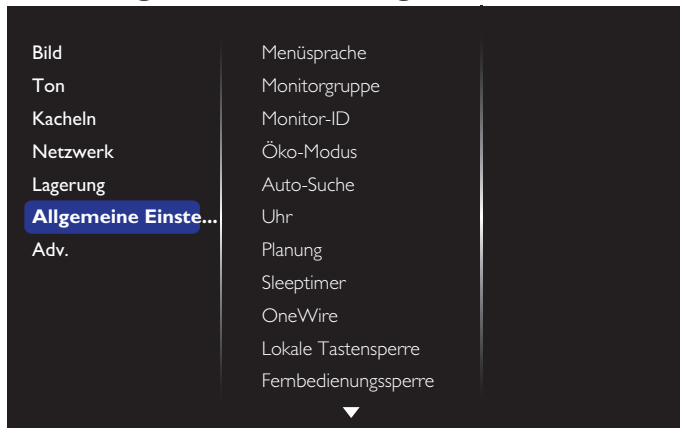 Bild
Ton
Kacheln
Netzwerk
Lagerung
Allgemeine Einste...
Adv.
Menüsprache
Monitorgruppe
Monitor-ID
Öko-Modus
Auto-Suche
Uhr
Planung
Sleeptimer
OneWire
Lokale Tastensperre
Fernbedienungssperre